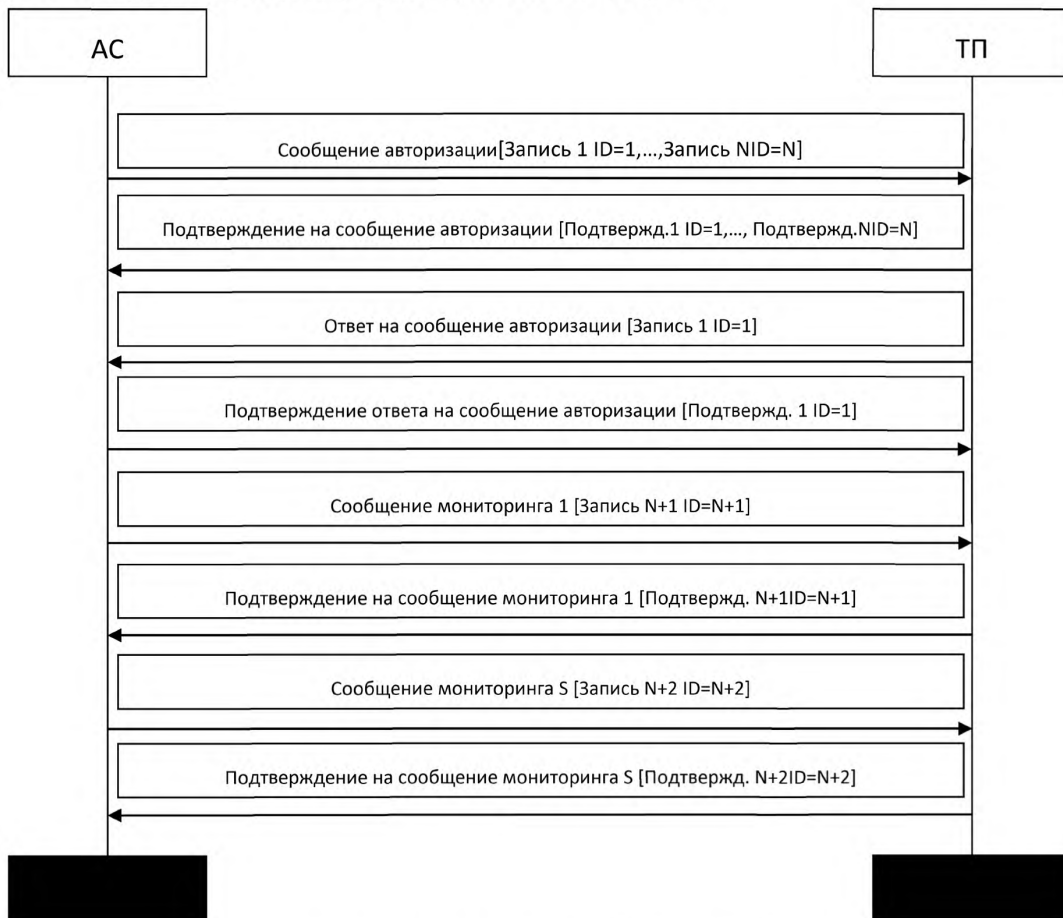 АС
ТП
Сообщение авторизации[Запись 1 ID=1,...,Запись NID=N]
Подтверждение на сообщение авторизации [Подтвержд.1 ID=1,..., Подтвержд.NID=N]
Ответ на сообщение авторизации [Запись 1 ID=1]
Подтверждение ответа на сообщение авторизации [Подтвержд. 1 ID=1]
Сообщение мониторинга 1 [Запись N+1 ID=N+1]
Подтверждение на сообщение мониторинга 1 [Подтвержд. N+1ID=N+1]
Сообщение мониторинга S [Запись N+2 ID=N+2]
Подтверждение на сообщение мониторинга S [Подтвержд. N+2ID=N+2]